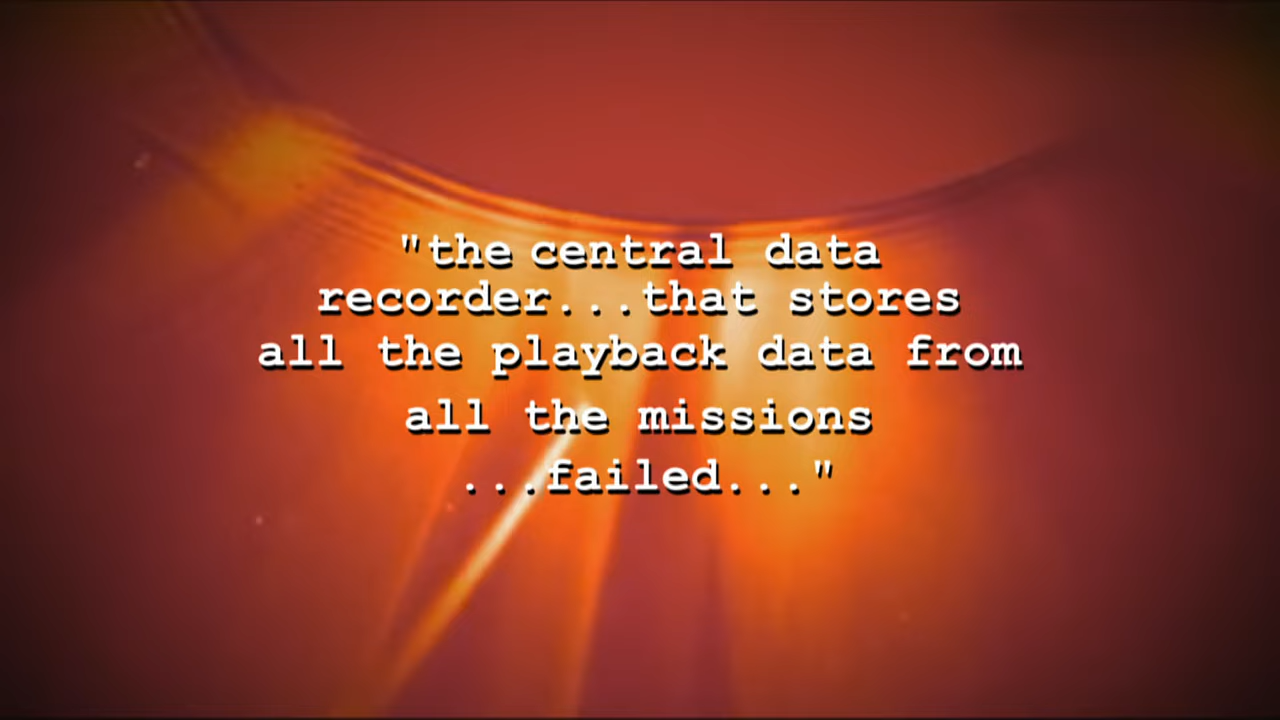 "the central data
recorder...that stores
all the playback data from
all the missions
...failed..."